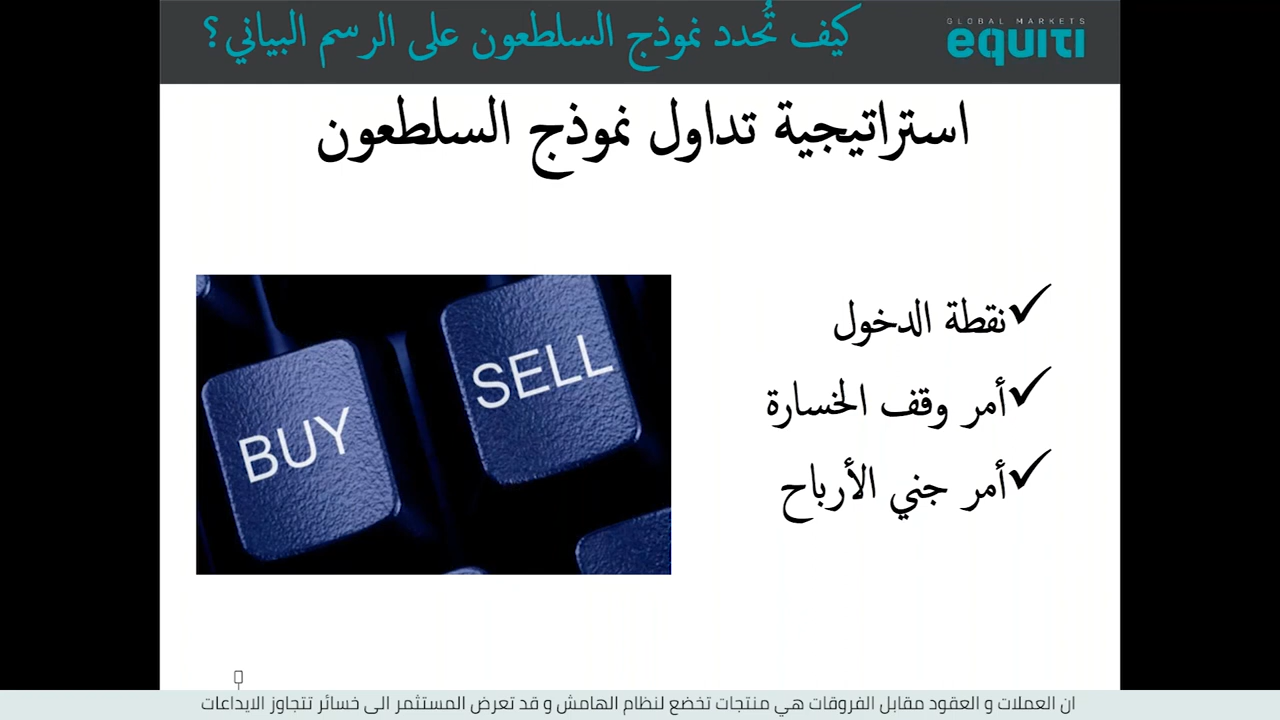 كيف تُحدد نموذج السلطعون على الرسم البياني؟
GLOBAL MARKETS
equiti
استراتيجية تداول نموذج السلطعون
✓نقطة الدخول
✓أمر وقف الخسارة
✓أمر جني الأرباح
SELL
BUY
ان العملات و العقود مقابل الفروقات هي منتجات تخضع لنظام الهامش و قد تعرض المستثمر الى خسائر تتجاوز الايداعات